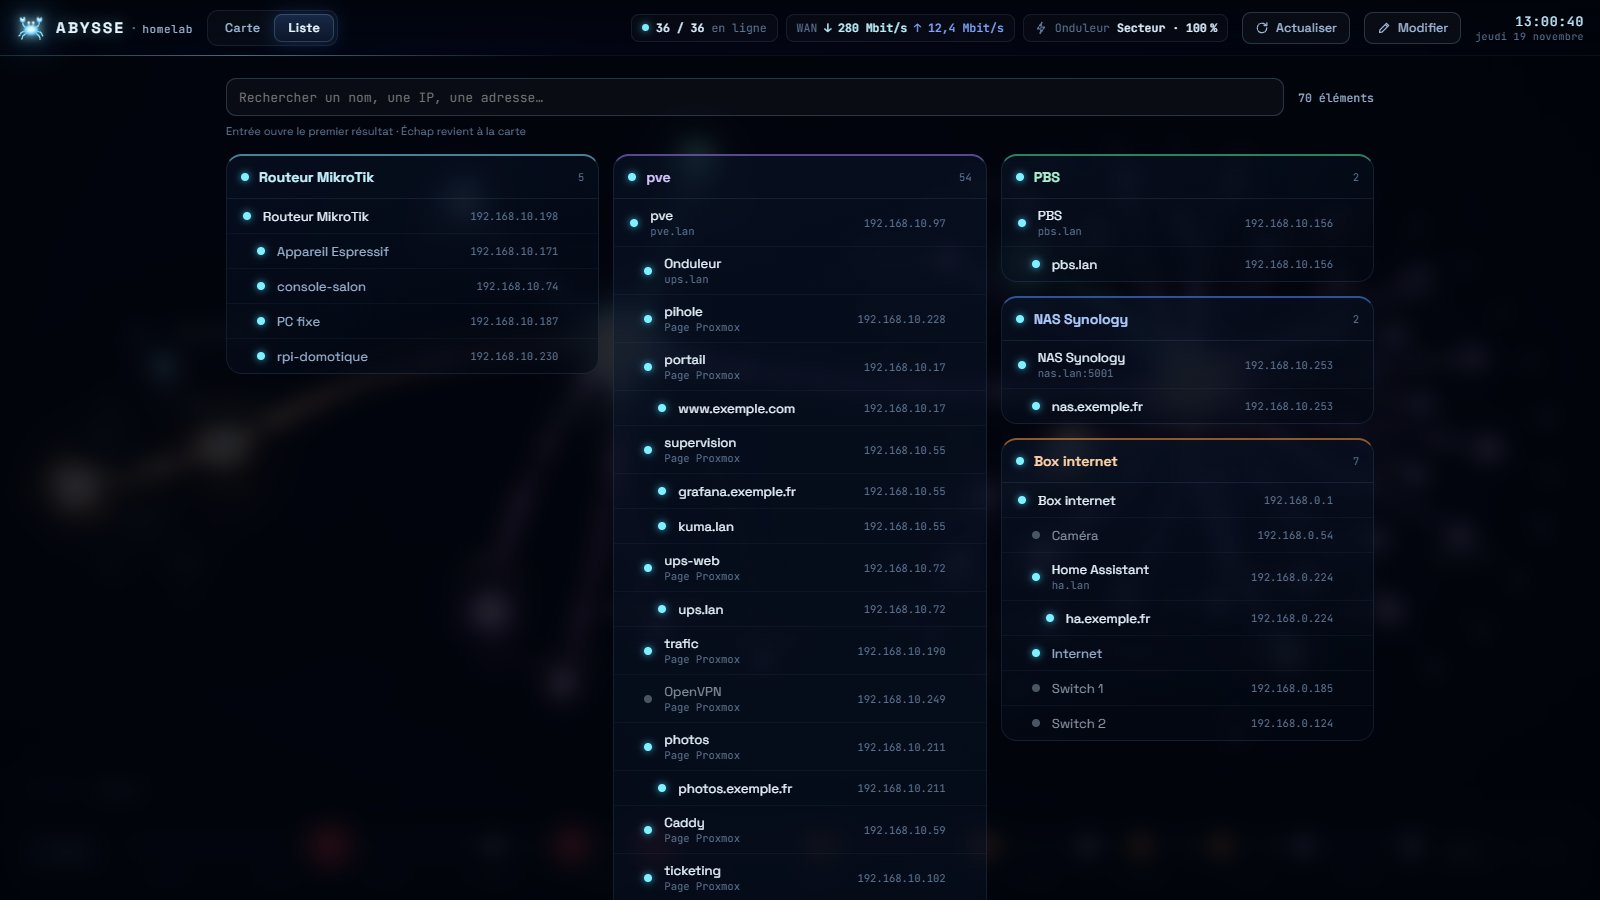 ABYSSE · homelab
Carte
Liste
36 / 36 en ligne
WAN ↓ 280 Mbit/s ↑ 12,4 Mbit/s
Onduleur Secteur · 100 %
Actualiser
Modifier
13:00:40
jeudi 19 novembre
Rechercher un nom, une IP, une adresse…
70 éléments
Entrée ouvre le premier résultat · Échap revient à la carte
Routeur MikroTik 5
Routeur MikroTik 192.168.10.198
Appareil Espressif 192.168.10.171
console-salon 192.168.10.74
PC fixe 192.168.10.187
rpi-domotique 192.168.10.230
pve 54
pve 192.168.10.97
pve.lan
Onduleur
ups.lan
pihole 192.168.10.228
Page Proxmox
portail 192.168.10.17
Page Proxmox
www.exemple.com 192.168.10.17
supervision 192.168.10.55
Page Proxmox
grafana.exemple.fr 192.168.10.55
kuma.lan 192.168.10.55
ups-web 192.168.10.72
Page Proxmox
ups.lan 192.168.10.72
trafic 192.168.10.190
Page Proxmox
OpenVPN 192.168.10.249
Page Proxmox
photos 192.168.10.211
Page Proxmox
photos.exemple.fr 192.168.10.211
Caddy 192.168.10.59
Page Proxmox
ticketing 192.168.10.102
Page Proxmox
PBS 2
PBS 192.168.10.156
pbs.lan
pbs.lan 192.168.10.156
NAS Synology 2
NAS Synology 192.168.10.253
nas.lan:5001
nas.exemple.fr 192.168.10.253
Box internet 7
Box internet 192.168.0.1
Caméra 192.168.0.54
Home Assistant 192.168.0.224
ha.lan
ha.exemple.fr 192.168.0.224
Internet
Switch 1 192.168.0.185
Switch 2 192.168.0.124